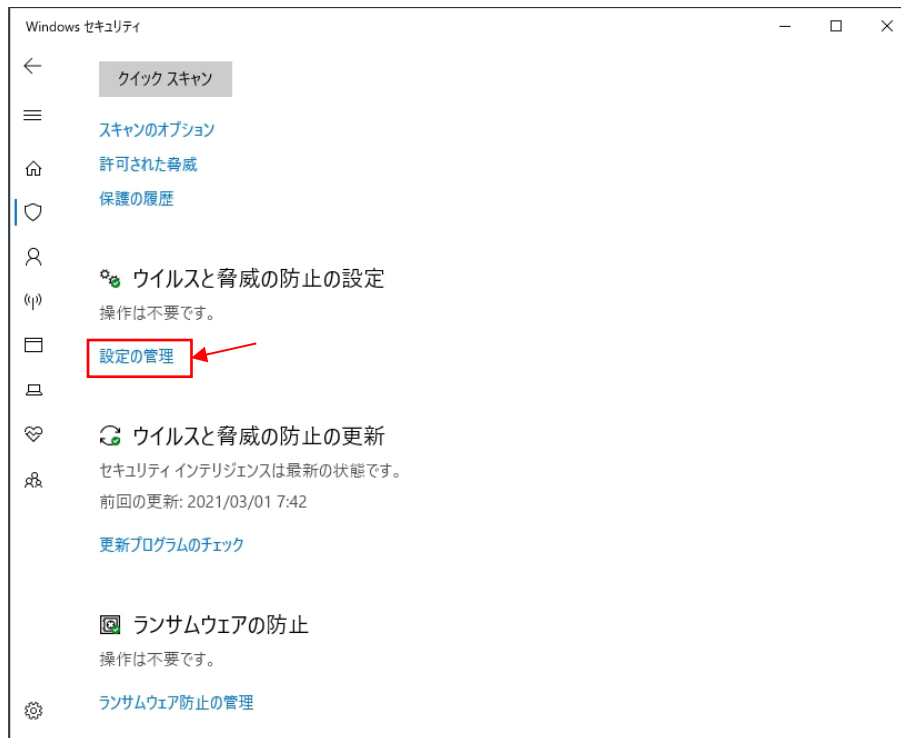 Windows セキュリティ
クイック スキャン
スキャンのオプション
許可された脅威
保護の履歴
ウイルスと脅威の防止の設定
操作は不要です。
設定の管理
ウイルスと脅威の防止の更新
セキュリティ インテリジェンスは最新の状態です。
前回の更新: 2021/03/01 7:42
更新プログラムのチェック
ランサムウェアの防止
操作は不要です。
ランサムウェア防止の管理